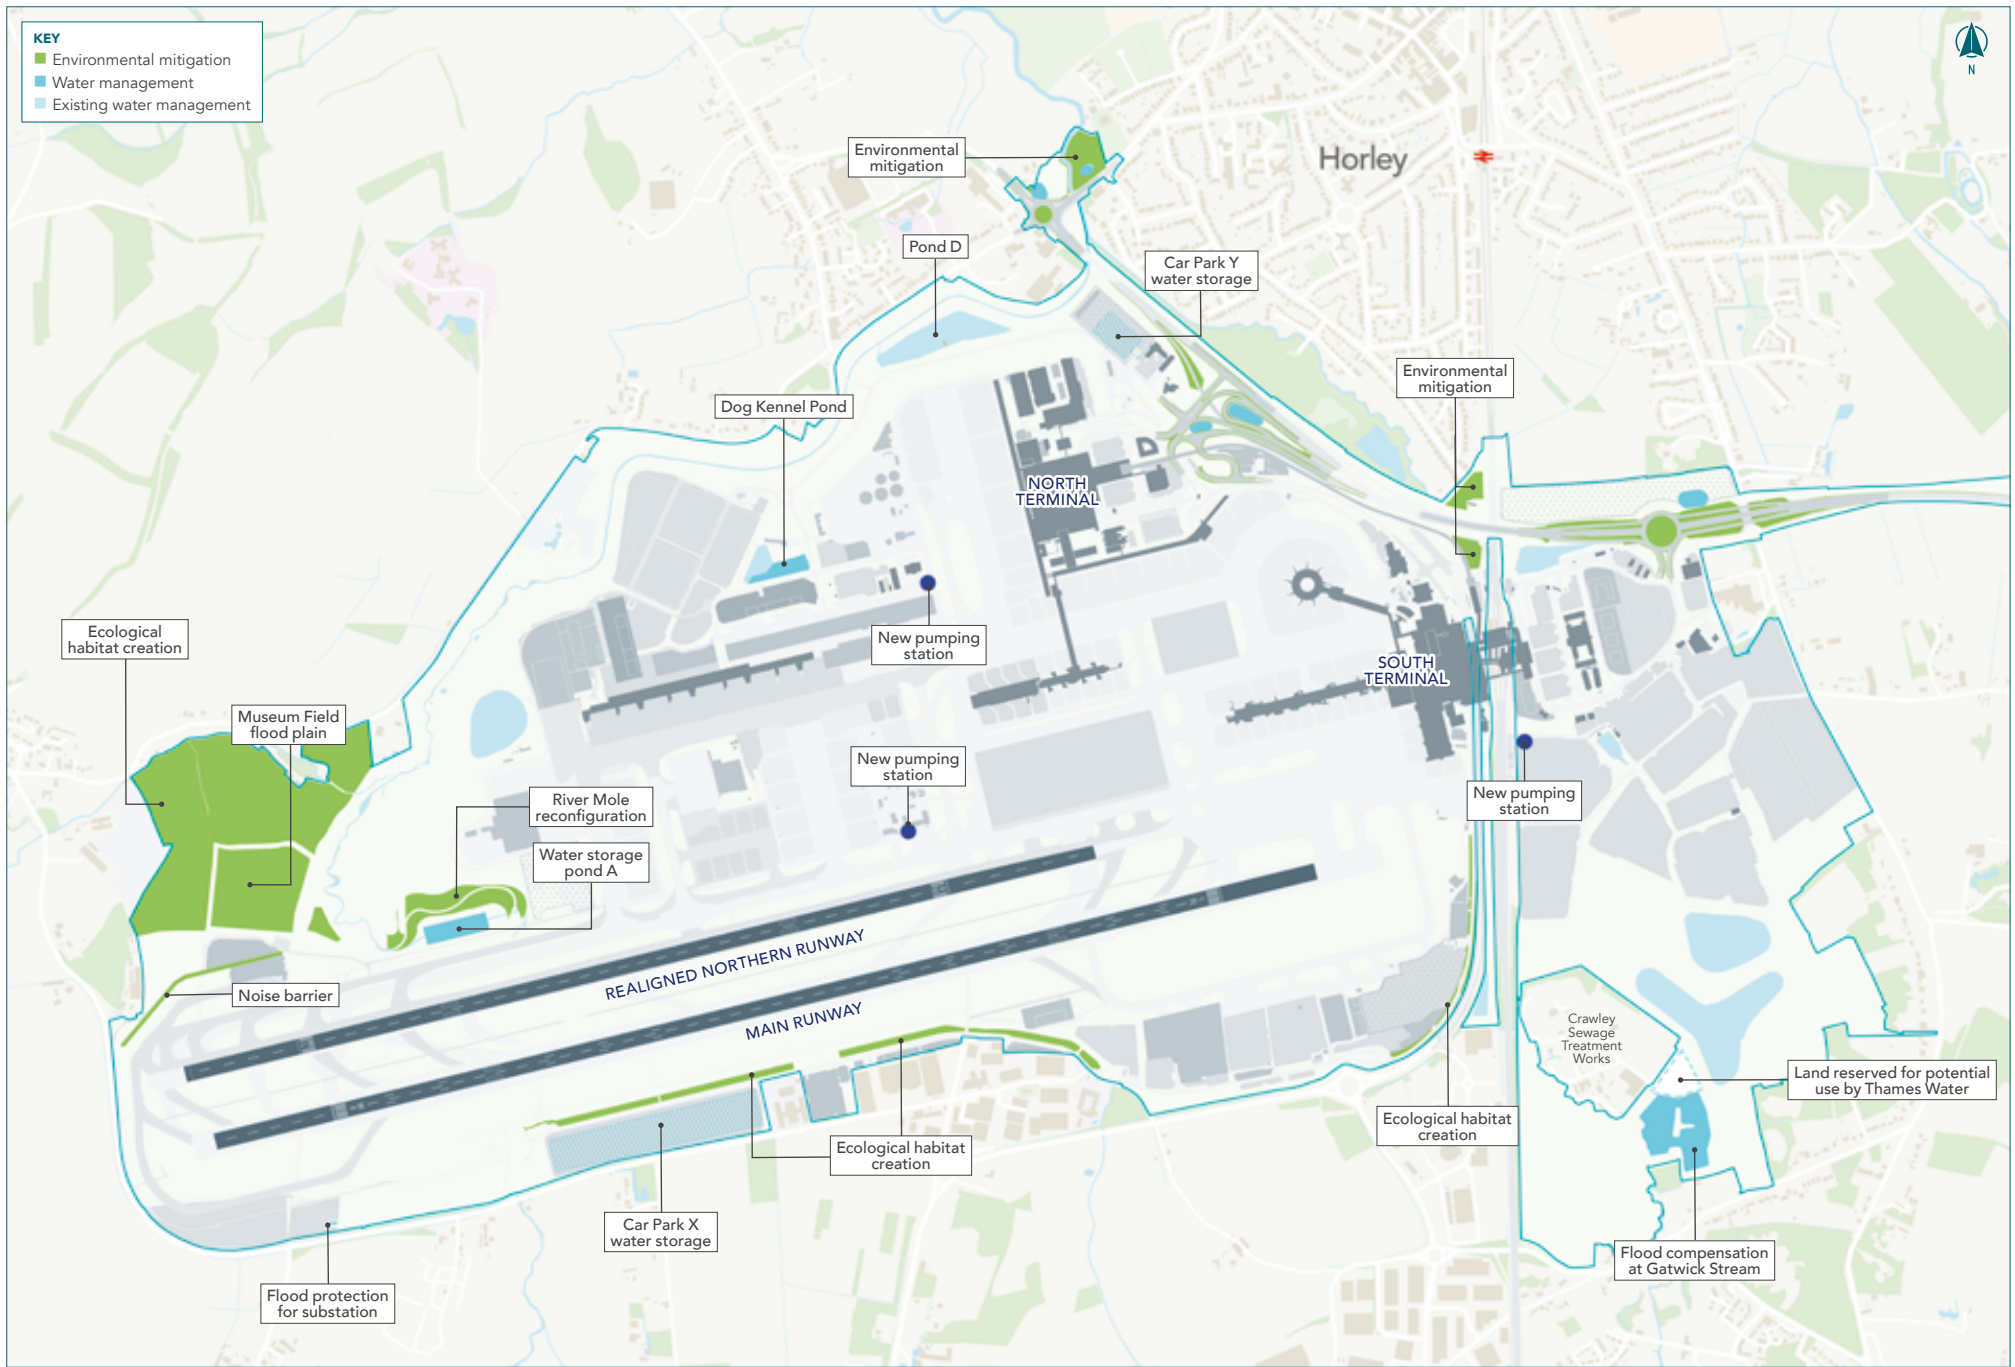 KEY
Environmental mitigation
Water management
Existing water management
N
Environmental
mitigation
Horley
Pond D
Car Park Y
water storage
Environmental
mitigation
Dog Kennel Pond
NORTH
TERMINAL
Ecological
habitat creation
New pumping
station
SOUTH
TERMINAL
Museum Field
flood plain
New pumping
station
River Mole
reconfiguration
New pumping
station
Water storage
pond A
REALIGNED NORTHERN RUNWAY
Noise barrier
MAIN RUNWAY
Crawley
Sewage
Treatment
Works
Land reserved for potential
use by Thames Water
Ecological habitat
creation
Ecological habitat
creation
Car Park X
water storage
Flood compensation
at Gatwick Stream
Flood protection
for substation